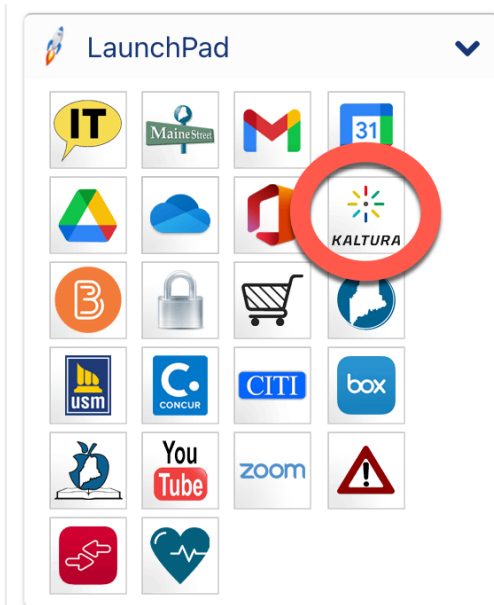 LaunchPad
IT
MaineStreet
31
KALTURA
B
usm
C.
CONCUR
CITI
box
You
Tube
zoom
!